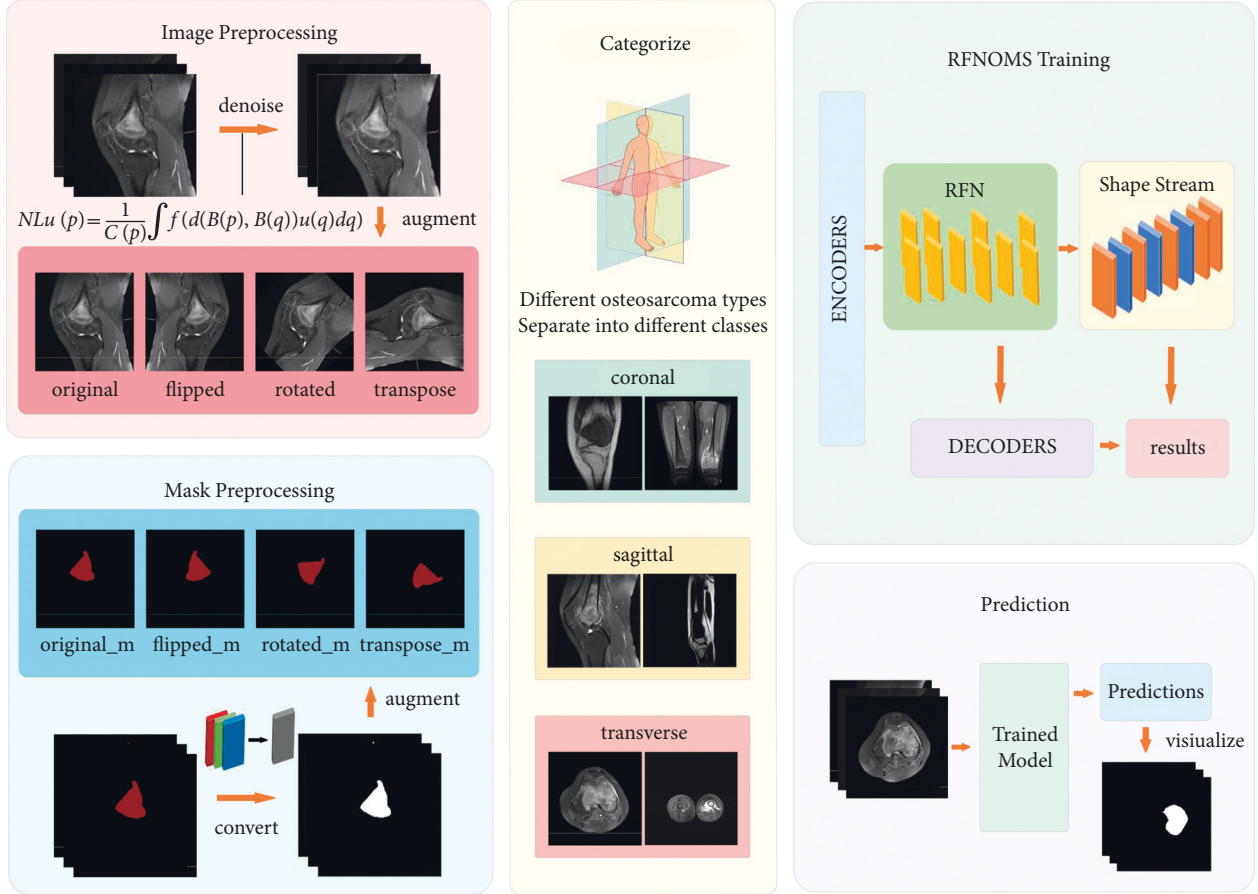 Image Preprocessing
denoise
NLu (p)= 1/C (p) ∫ f(d(B(p), B(q))u(q)dq)
augment
original
flipped
rotated
transpose
Mask Preprocessing
original_m
flipped_m
rotated_m
transpose_m
augment
convert
Categorize
Different osteosarcoma types
Separate into different classes
coronal
sagittal
transverse
RFNOMS Training
ENCODERS
RFN
Shape Stream
DECODERS
results
Prediction
Trained
Model
Predictions
visiualize